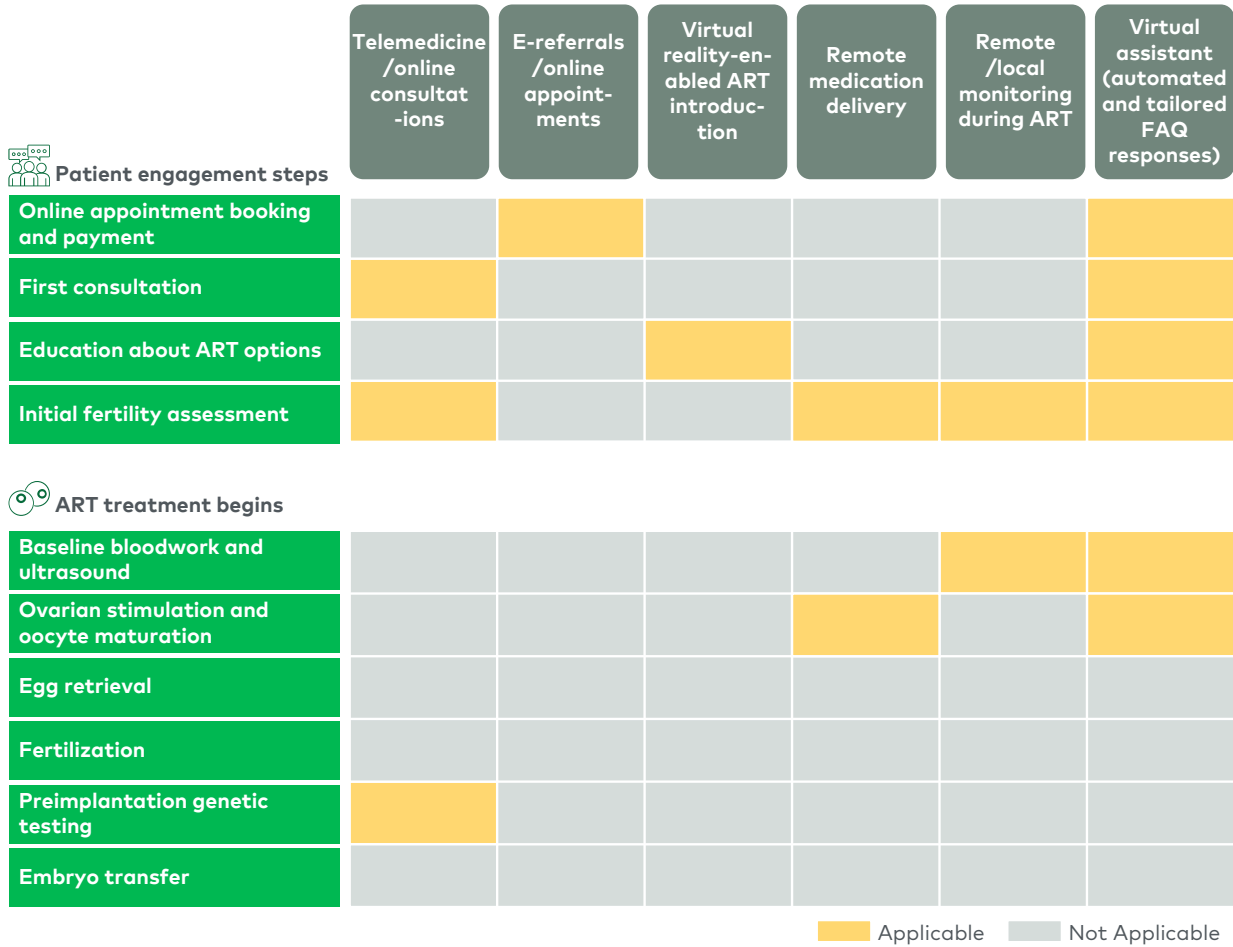 Telemedicine
/online
consultat
-ions
E-referrals
/online
appoint-
ments
Virtual
reality-en-
abled ART
introduc-
tion
Remote
medication
delivery
Remote
/local
monitoring
during ART
Virtual
assistant
(automated
and tailored
FAQ
responses)
Patient engagement steps
Online appointment booking
and payment
First consultation
Education about ART options
Initial fertility assessment
ART treatment begins
Baseline bloodwork and
ultrasound
Ovarian stimulation and
oocyte maturation
Egg retrieval
Fertilization
Preimplantation genetic
testing
Embryo transfer
Applicable
Not Applicable